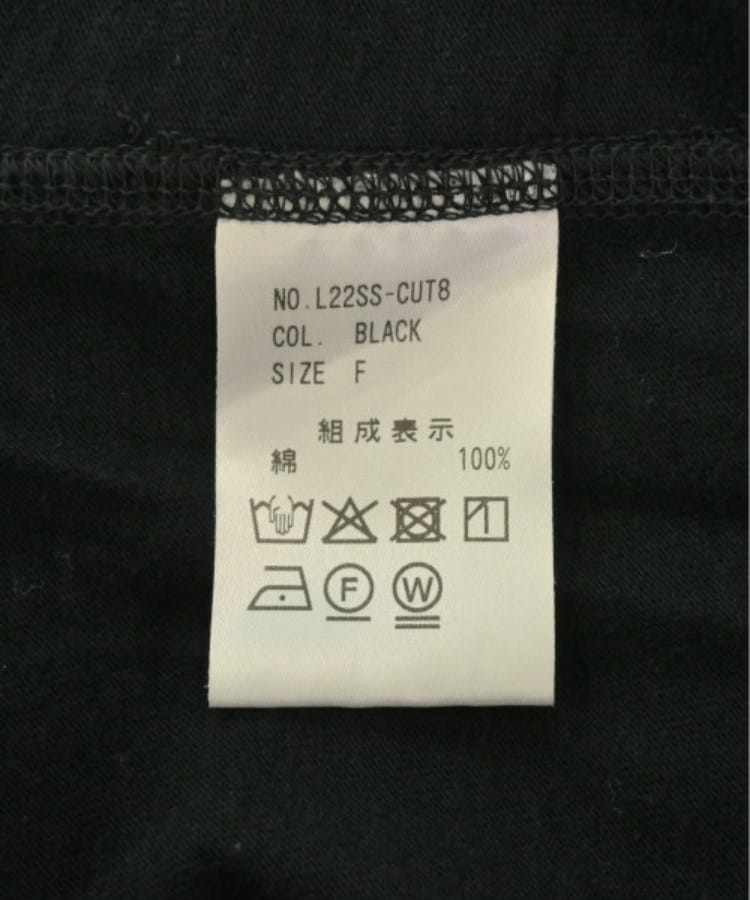 NO.L22SS-CUT8
COL. BLACK
SIZE F
組成表示
綿 100%
F W